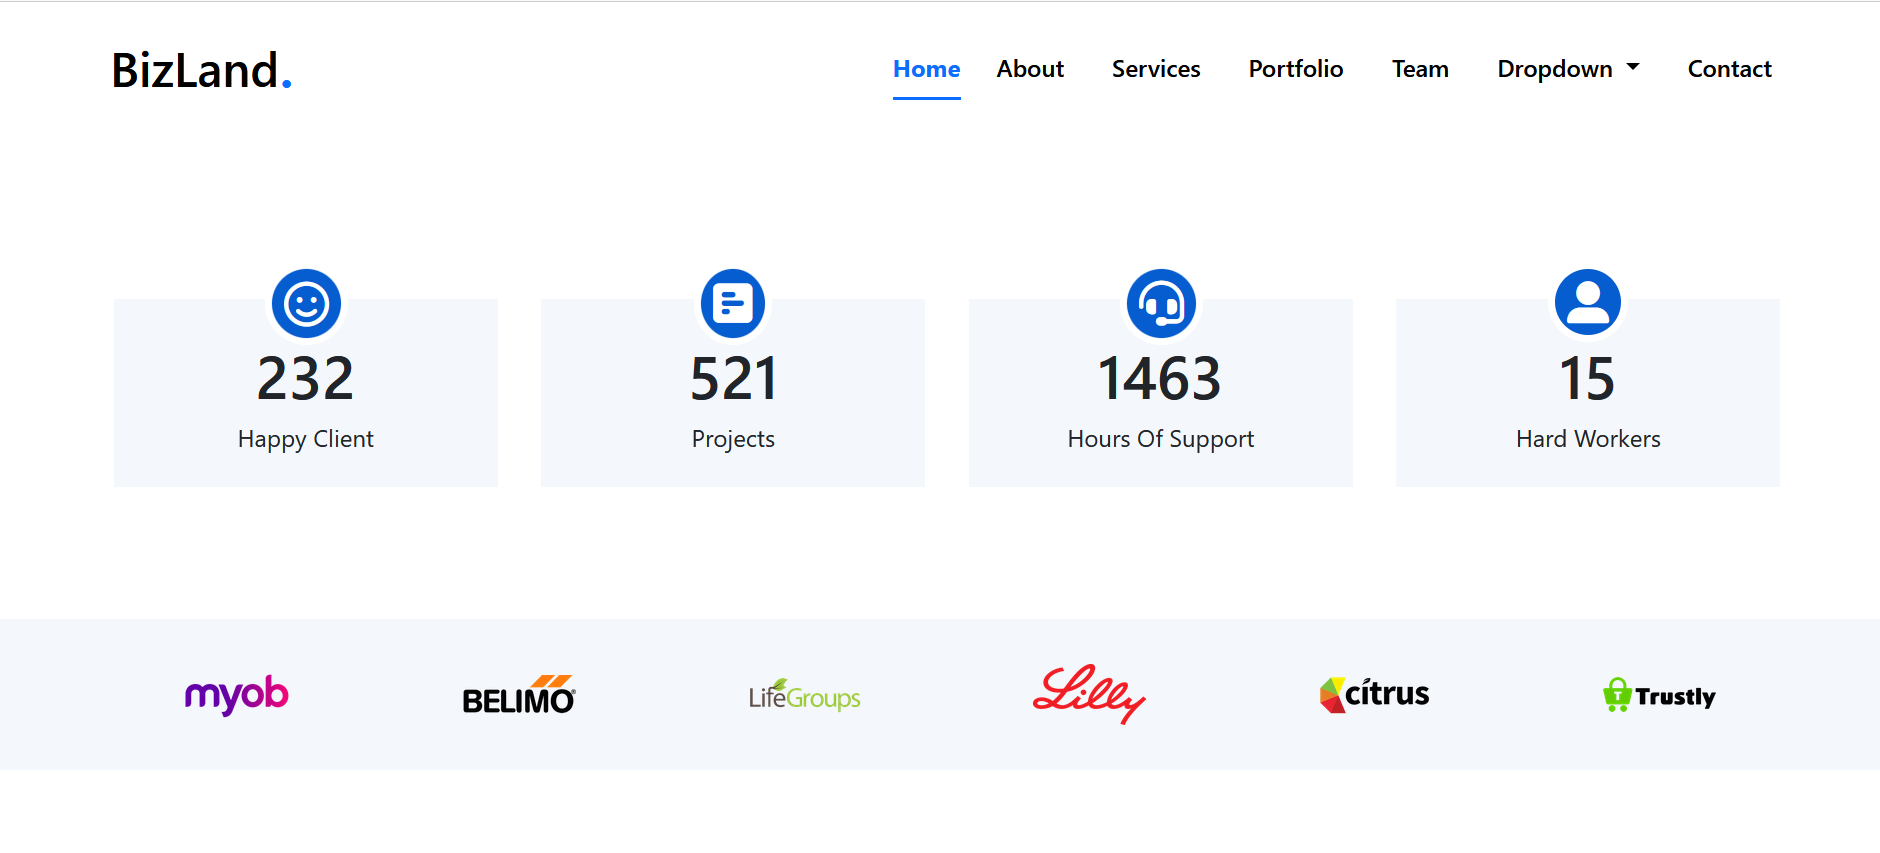 BizLand.
Home About Services Portfolio Team Dropdown Contact
232 521 1463 15
Happy Client Projects Hours Of Support Hard Workers
myob BELIMO® LifeGroups Lilly citrus Trustly